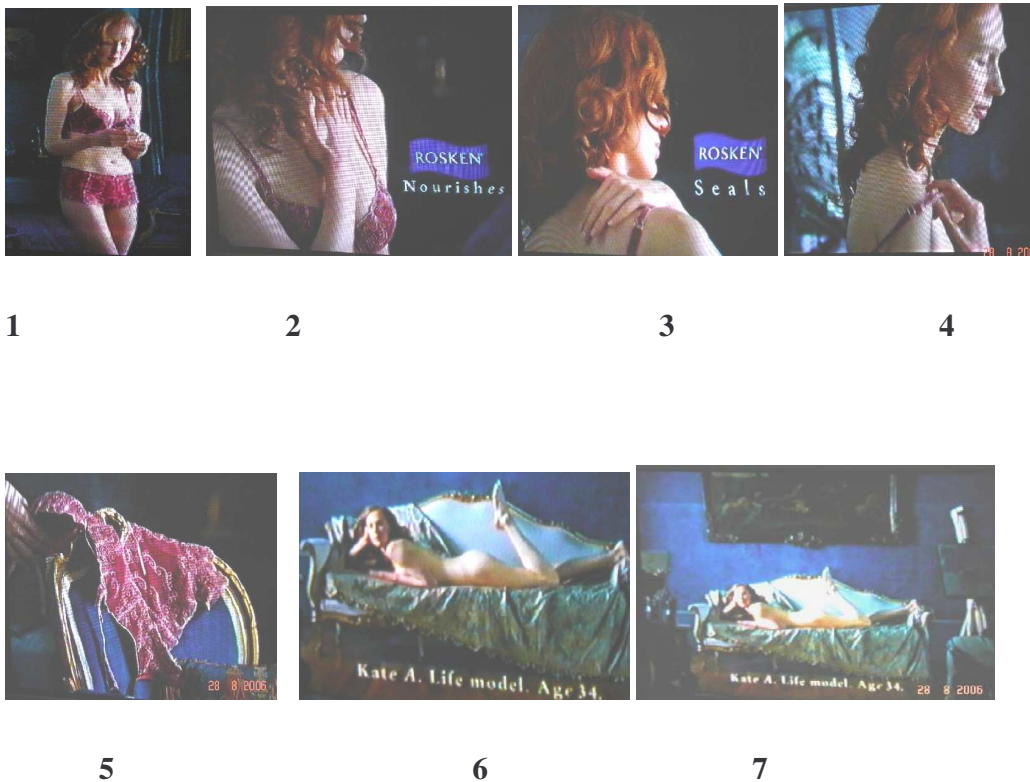 ROSKEN
Nourishes
ROSKEN
Seals
28 8 20
1
2
3
4
28 8 2006
Kate A. Life model. Age 34.
Kate A. Life model. Age 34.
28 8 2006
5
6
7